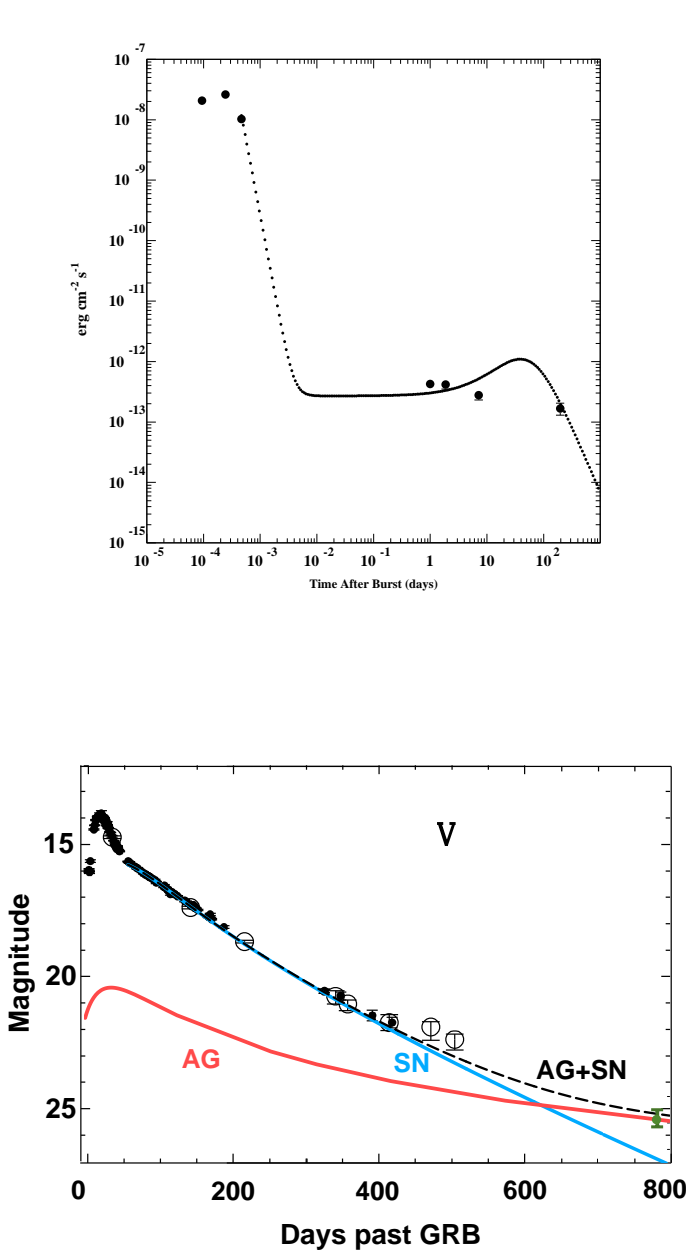 10 -7
10 -8
10 -9
10 -10
10 -11
10 -12
10 -13
10 -14
10 -15
erg cm-2 s-1
10 -5 10 -4 10 -3 10 -2 10 -1 1 10 10 2
Time After Burst (days)
V
15
20
25
Magnitude
AG
SN
AG+SN
0 200 400 600 800
Days past GRB